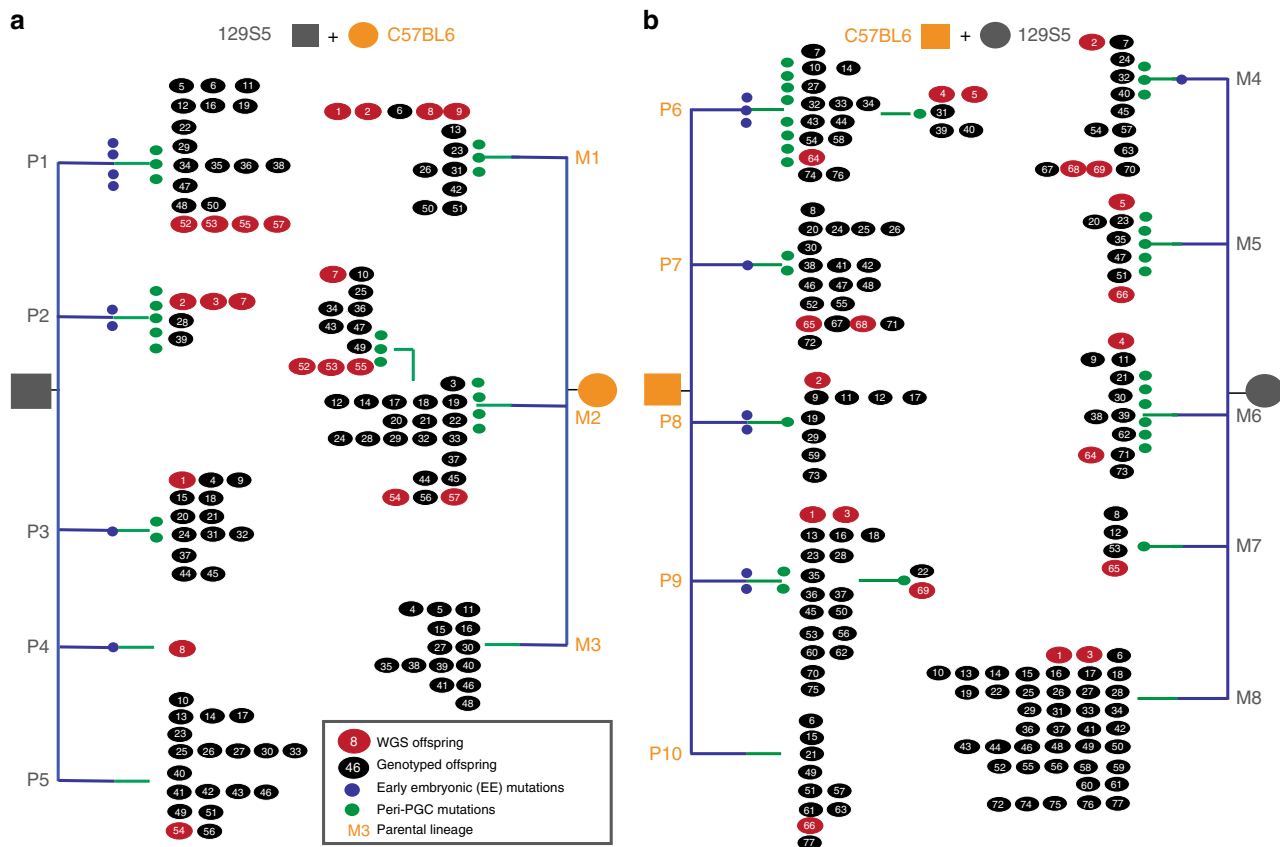 a
129S5 + C57BL6
P1
5 6 11
12 16 19
22
29
34 35 36 38
47
48 50
52 53 55 57
P2
2 3 7
28
39
P3
1 4 9
15 18
20 21
24 31 32
37
44 45
P4
8
P5
10
13 14 17
23
25 26 27 30 33
40
41 42 43 46
49 51
54 56
M1
1 2 6 8 9
13
23
26 31
42
50 51
7 10
25
34 36
43 47
49
52 53 55
M2
3
12 14 17 18 19
20 21 22
24 28 29 32 33
37
44 45
54 56 57
M3
4 5 11
15 16
27 30
35 38 39 40
41 46
48
8 WGS offspring
46 Genotyped offspring
Early embryonic (EE) mutations
Peri-PGC mutations
M3 Parental lineage
b
C57BL6 + 129S5
P6
7
10 14
27
32 33 34
43 44
54 58
64
74 76
4 5
31
39 40
P7
8
20 24 25 26
30
38 41 42
46 47 48
52 55
65 67 68 71
72
P8
2
9 11 12 17
19
29
59
73
P9
1 3
13 16 18
23 28
35
36 37
45 50
53 56
60 62
70
75
22
69
P10
6
15
21
49
51 57
61 63
66
77
M4
2 7
24
32
40
45
54 57
63
67 68 69 70
M5
5
20 23
35
47
51
66
M6
4
9 11
21
30
38 39
62
64 71
73
M7
8
12
53
65
M8
1 3 6
10 13 14 15 16 17 18
19 22 25 26 27 28
29 31 33 34
36 37 41 42
43 44 46 48 49 50
52 55 56 58 59
60 61
72 74 75 76 77